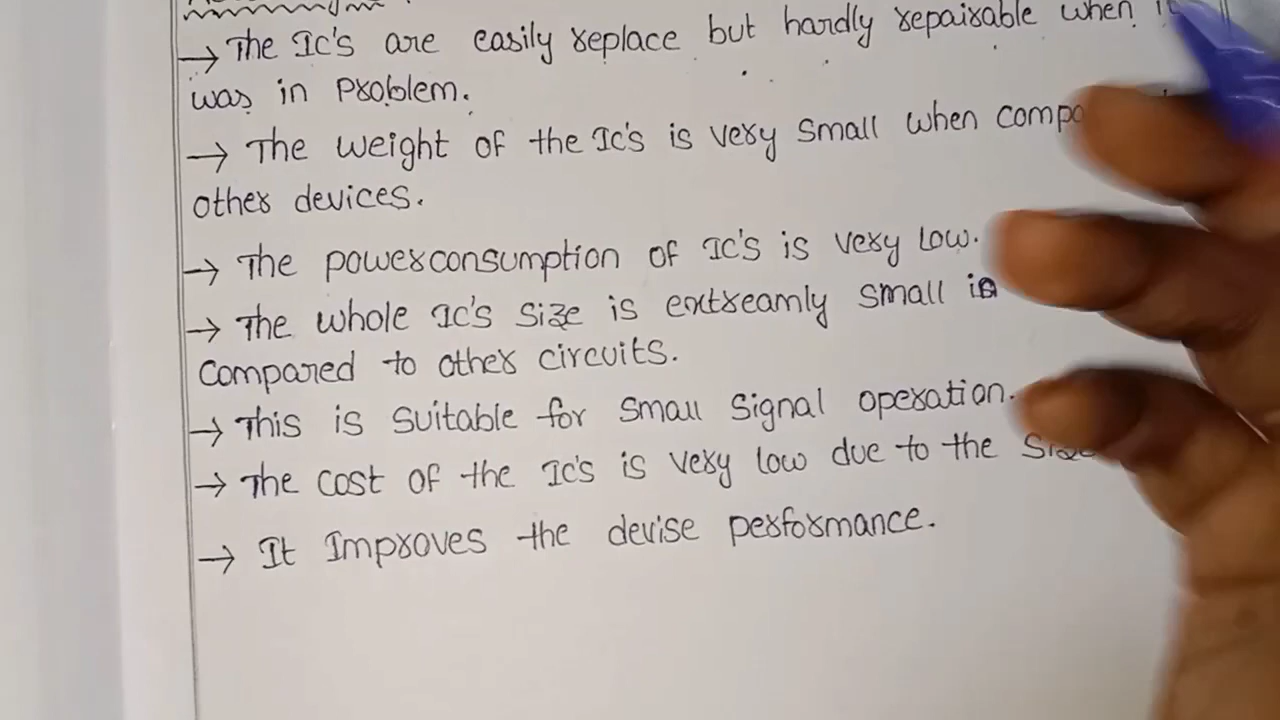 → The Ic's are easily replace but hardly repairable when
was in problem.
→ The weight of the Ic's is very small when
other devices.
→ The powerconsumption of Ic's is very low.
→ The whole Ic's size is extreamly small is
compared to other circuits.
→ This is suitable for small signal operation.
→ The cost of the Ic's is very low due to the
→ It Improves the devise performance.